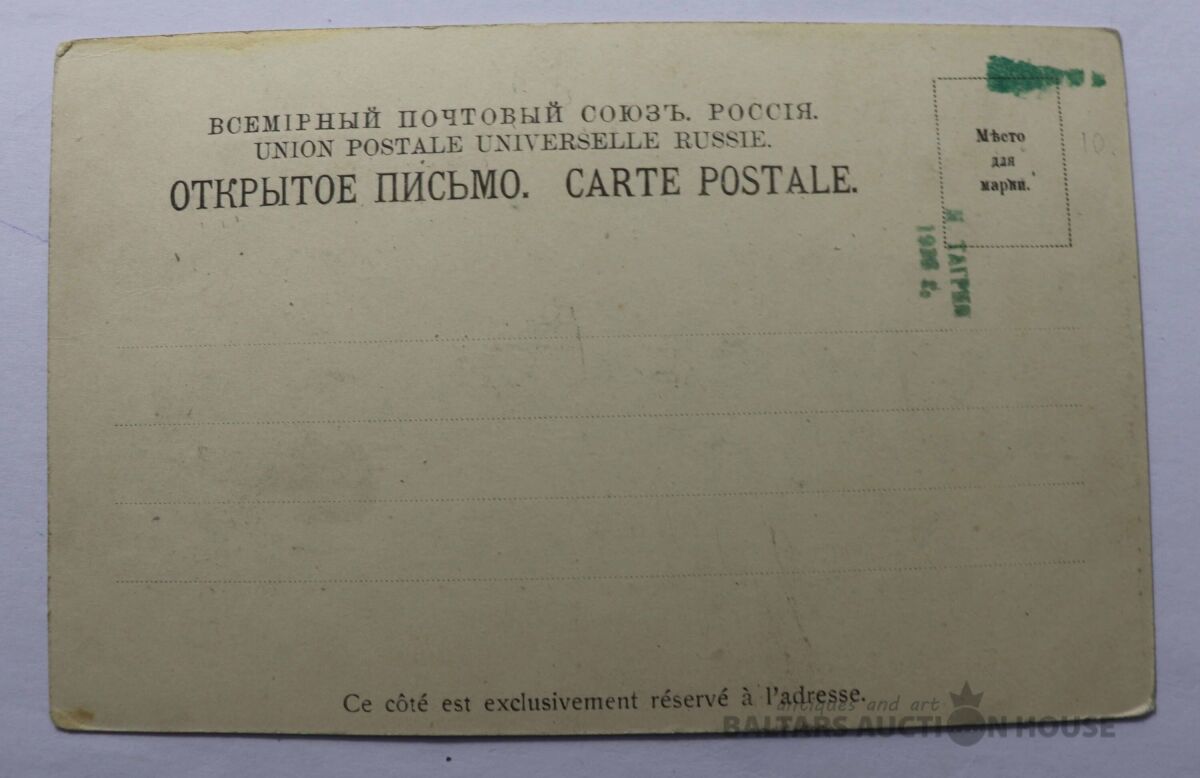 ВСЕМІРНЫЙ ПОЧТОВЫЙ СОЮЗЪ. РОССІЯ.
UNION POSTALE UNIVERSELLE RUSSIE.
ОТКРЫТОЕ ПИСЬМО. CARTE POSTALE.
Мѣсто
для
марки.
10.
Ce côté est exclusivement réservé à l'adresse.
antiques and art
BALTARS AUCTION HOUSE